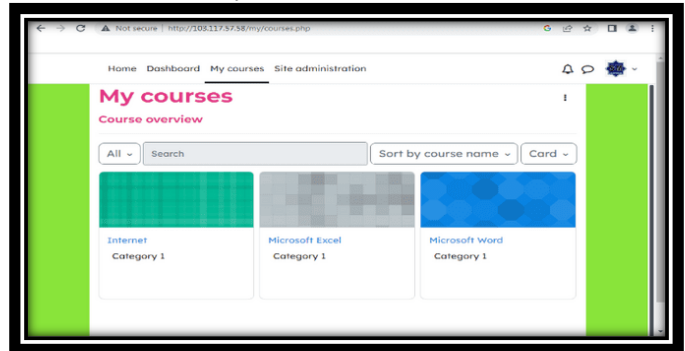 Not secure | http://103.117.57.58/my/courses.php
Home Dashboard My courses Site administration
My courses
Course overview
All Search Sort by course name Card
Internet Microsoft Excel Microsoft Word
Category 1 Category 1 Category 1